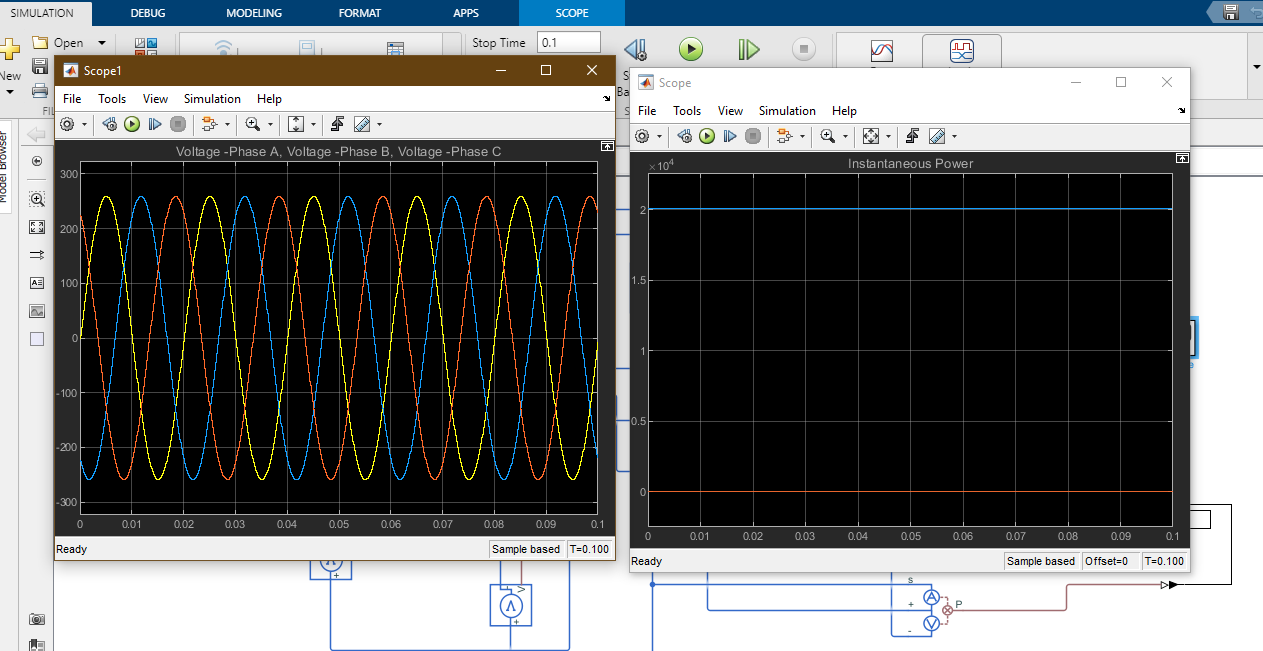 SIMULATION DEBUG MODELING FORMAT APPS SCOPE
Open Stop Time 0.1
New
Model Browser
Scope1
File Tools View Simulation Help
Voltage -Phase A, Voltage -Phase B, Voltage -Phase C
300
200
100
0
-100
-200
-300
0 0.01 0.02 0.03 0.04 0.05 0.06 0.07 0.08 0.09 0.1
Ready Sample based T=0.100
Scope
File Tools View Simulation Help
×10⁴ Instantaneous Power
2
1.5
1
0.5
0
0 0.01 0.02 0.03 0.04 0.05 0.06 0.07 0.08 0.09 0.1
Ready Sample based Offset=0 T=0.100
V
V
+
+
s
A
+
P
V
-